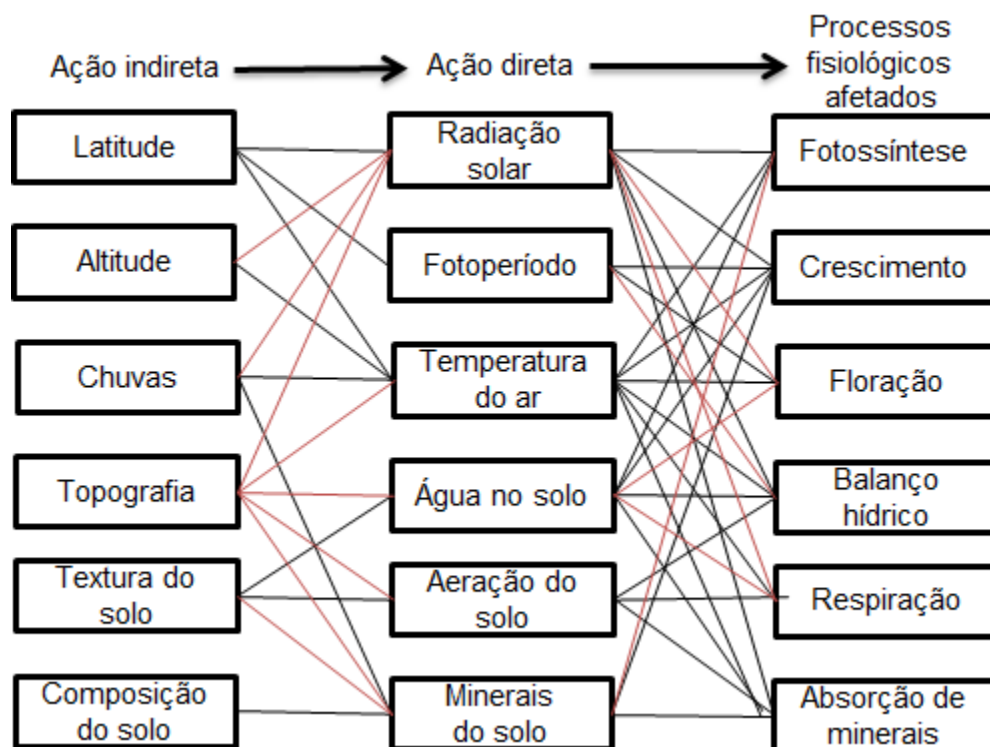 Ação indireta
Ação direta
Processos
fisiológicos
afetados
Latitude
Radiação
solar
Fotossíntese
Altitude
Fotoperíodo
Crescimento
Chuvas
Temperatura
do ar
Floração
Topografia
Água no solo
Balanço
hídrico
Textura do
solo
Aeração do
solo
Respiração
Composição
do solo
Minerais
do solo
Absorção de
minerais